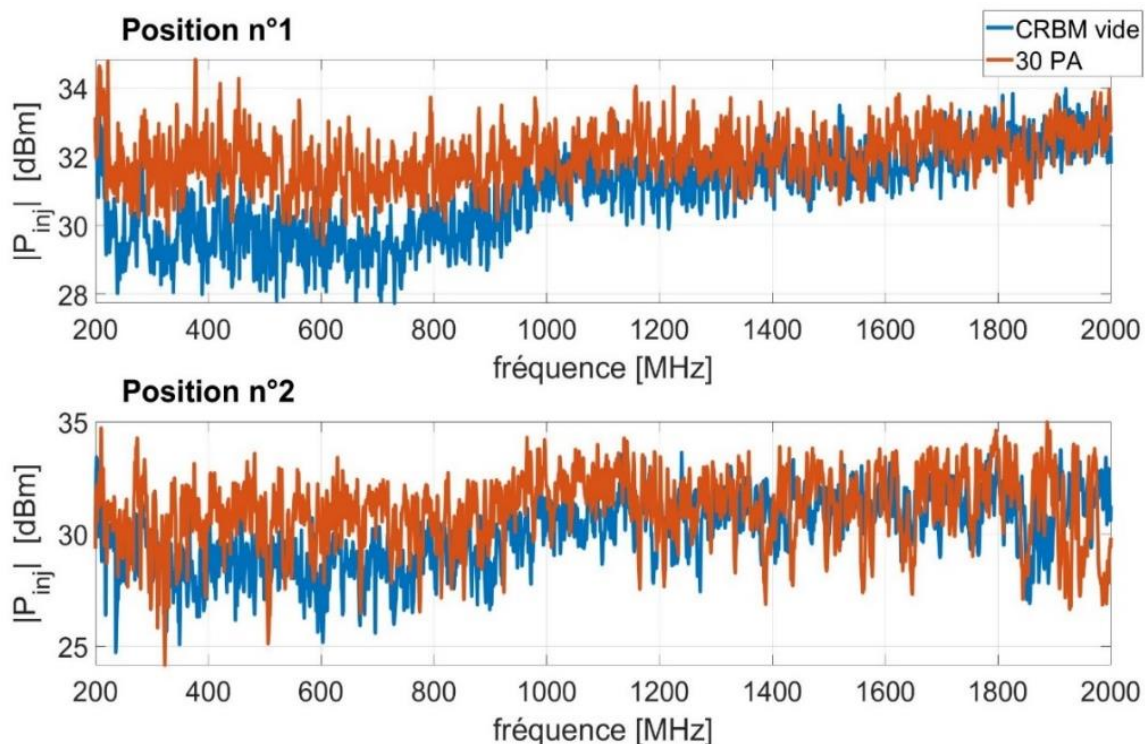 Position n°1
CRBM vide
30 PA
|P_inj| [dBm]
34
32
30
28
200 400 600 800 1000 1200 1400 1600 1800 2000
fréquence [MHz]
Position n°2
|P_inj| [dBm]
35
30
25
200 400 600 800 1000 1200 1400 1600 1800 2000
fréquence [MHz]